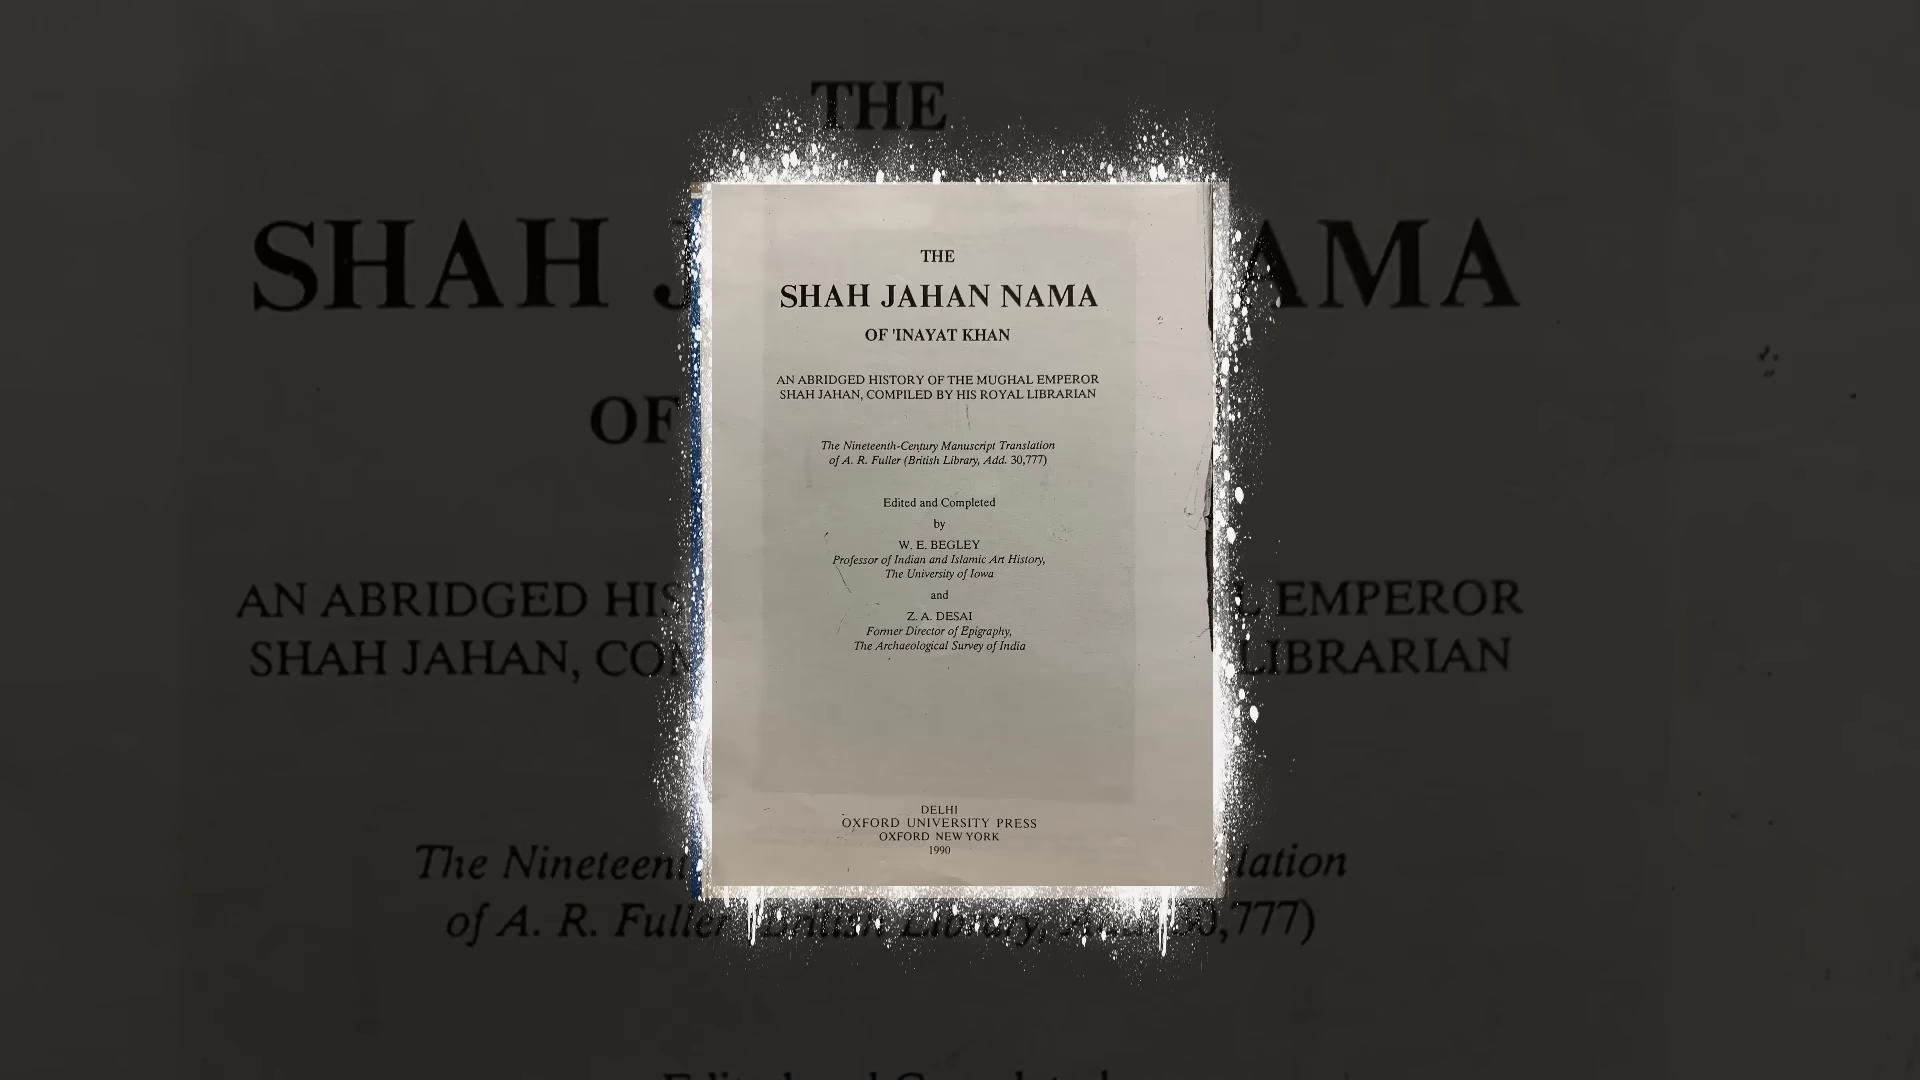 THE
SHAH JAHAN NAMA
OF 'INAYAT KHAN
AN ABRIDGED HISTORY OF THE MUGHAL EMPEROR
SHAH JAHAN, COMPILED BY HIS ROYAL LIBRARIAN
The Nineteenth-Century Manuscript Translation
of A. R. Fuller (British Library, Add. 30,777)
Edited and Completed
by
W. E. BEGLEY
Professor of Indian and Islamic Art History,
The University of Iowa
and
Z. A. DESAI
Former Director of Epigraphy,
The Archaeological Survey of India
DELHI
OXFORD UNIVERSITY PRESS
OXFORD NEW YORK
1990